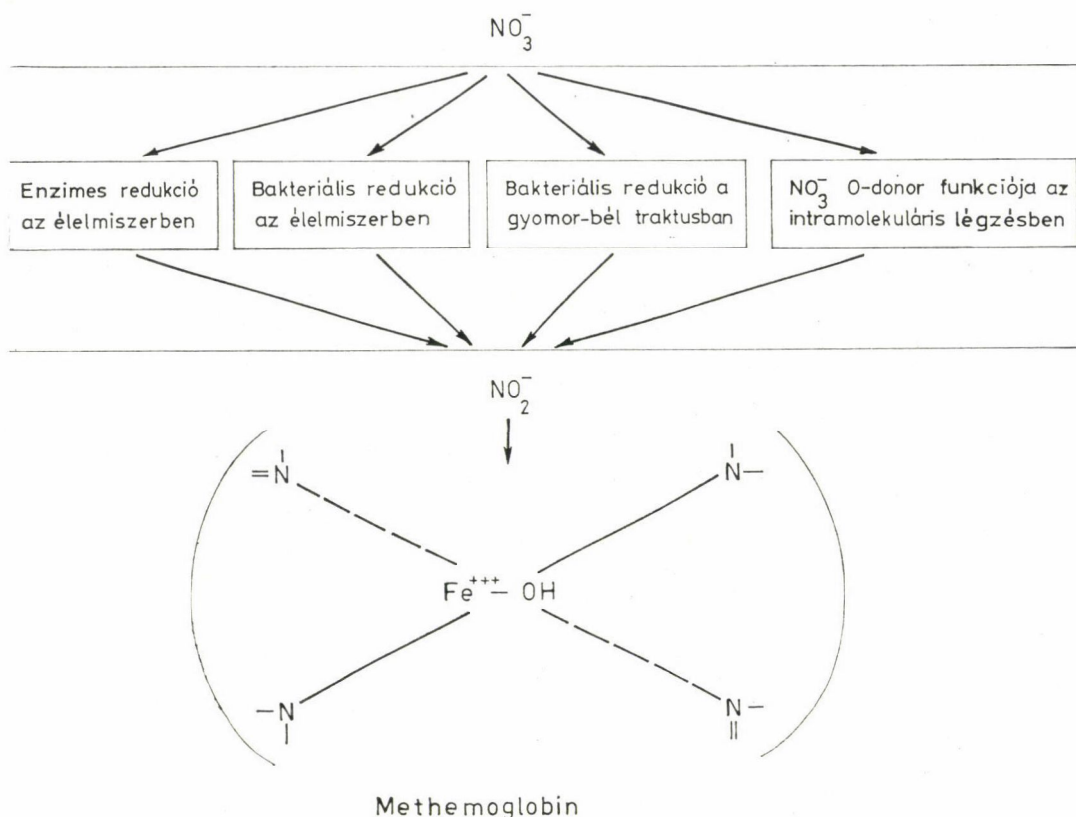 NO₃⁻
Enzimes redukció
az élelmiszerben
Bakteriális redukció
az élelmiszerben
Bakteriális redukció a
gyomor-bél traktusban
NO₃⁻ O-donor funkciója az
intramolekuláris légzésben
NO₂⁻
=N
N—
Fe+++— OH
—N
N—
Methemoglobin